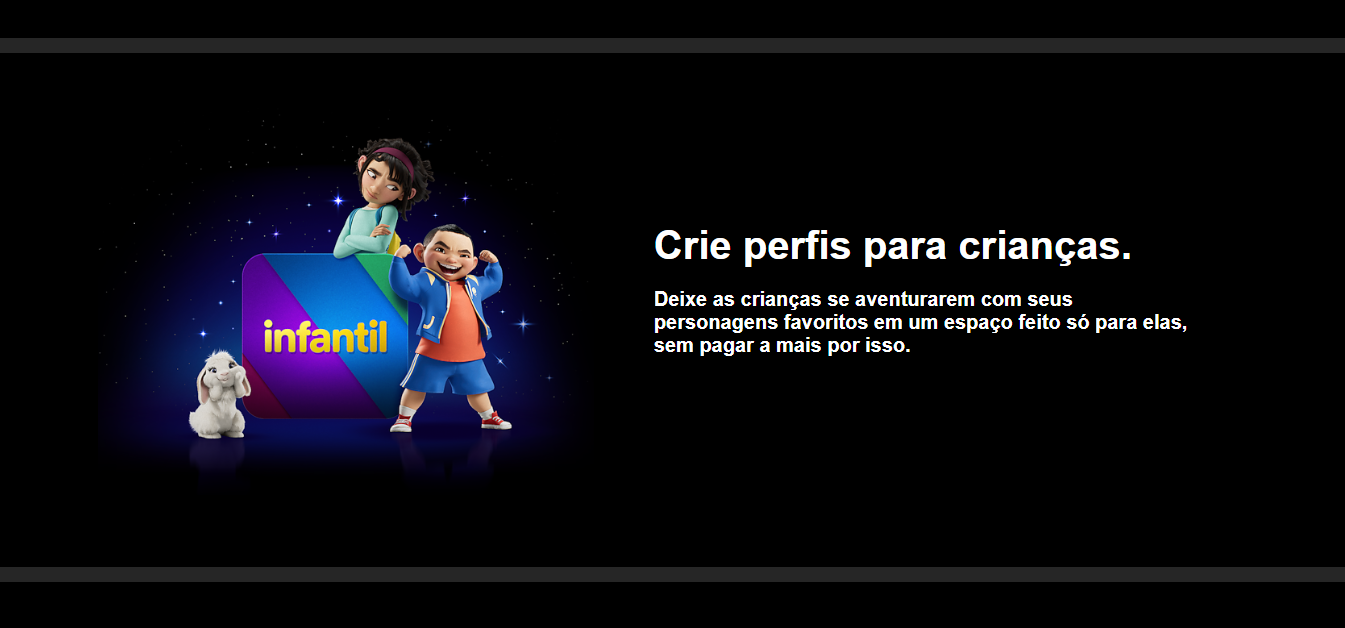 infantil
Crie perfis para crianças.
Deixe as crianças se aventurarem com seus
personagens favoritos em um espaço feito só para elas,
sem pagar a mais por isso.